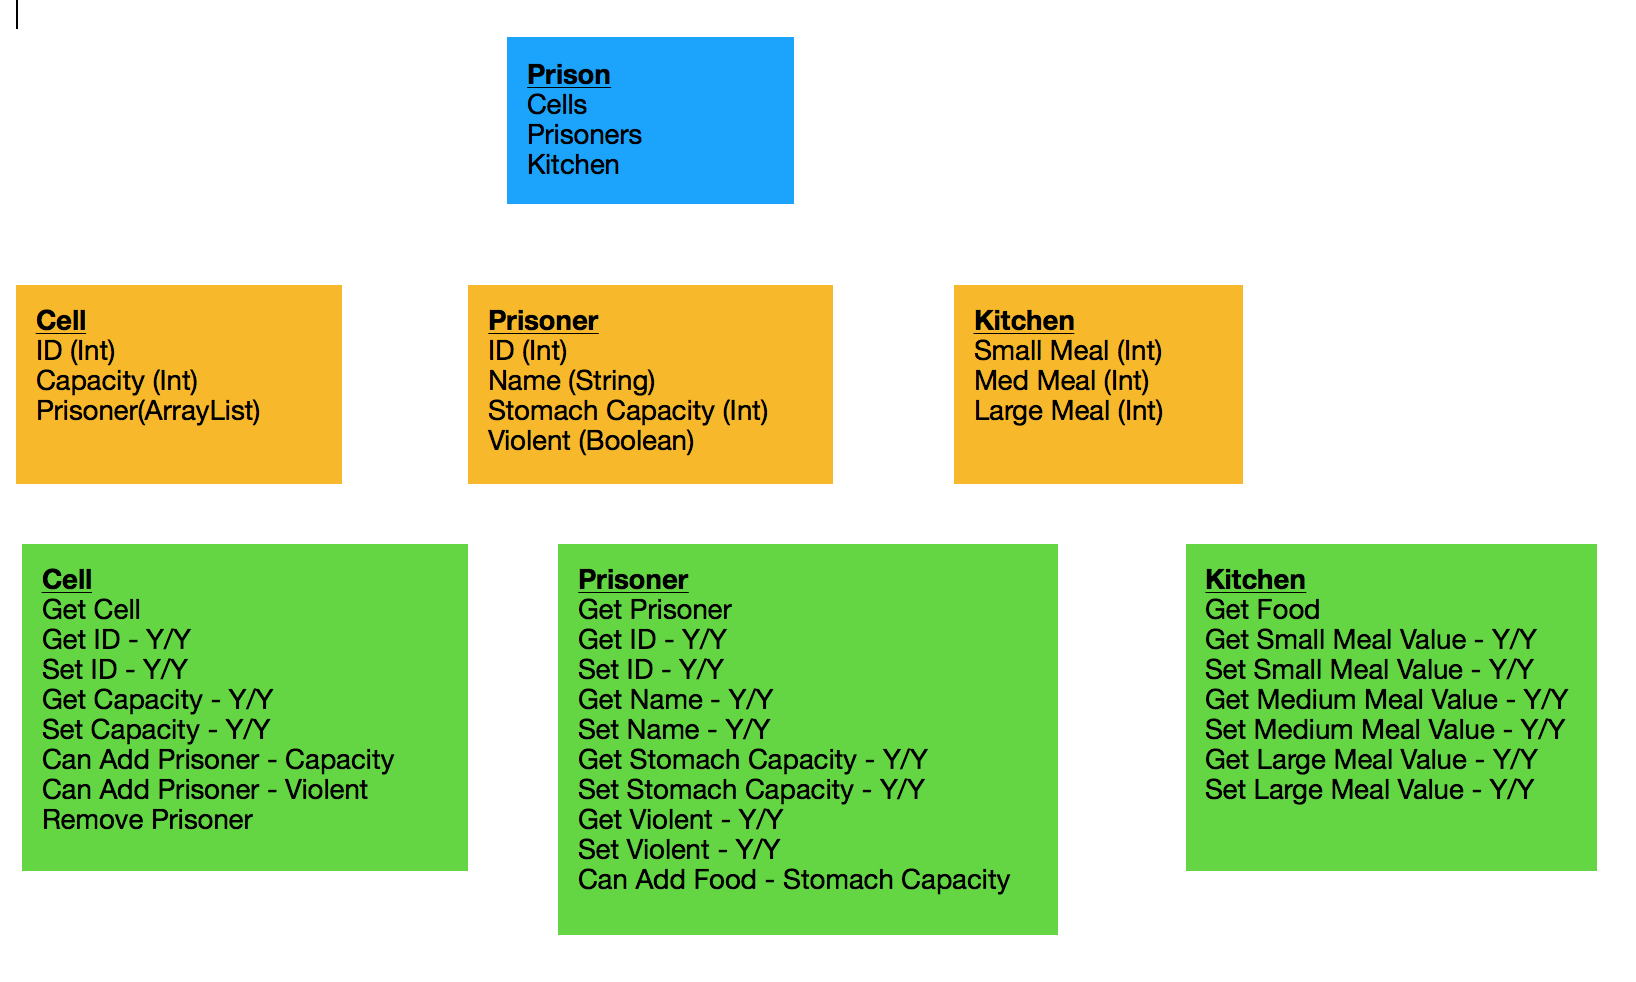 Prison
Cells
Prisoners
Kitchen
Cell
ID (Int)
Capacity (Int)
Prisoner(ArrayList)
Prisoner
ID (Int)
Name (String)
Stomach Capacity (Int)
Violent (Boolean)
Kitchen
Small Meal (Int)
Med Meal (Int)
Large Meal (Int)
Cell
Get Cell
Get ID - Y/Y
Set ID - Y/Y
Get Capacity - Y/Y
Set Capacity - Y/Y
Can Add Prisoner - Capacity
Can Add Prisoner - Violent
Remove Prisoner
Prisoner
Get Prisoner
Get ID - Y/Y
Set ID - Y/Y
Get Name - Y/Y
Set Name - Y/Y
Get Stomach Capacity - Y/Y
Set Stomach Capacity - Y/Y
Get Violent - Y/Y
Set Violent - Y/Y
Can Add Food - Stomach Capacity
Kitchen
Get Food
Get Small Meal Value - Y/Y
Set Small Meal Value - Y/Y
Get Medium Meal Value - Y/Y
Set Medium Meal Value - Y/Y
Get Large Meal Value - Y/Y
Set Large Meal Value - Y/Y